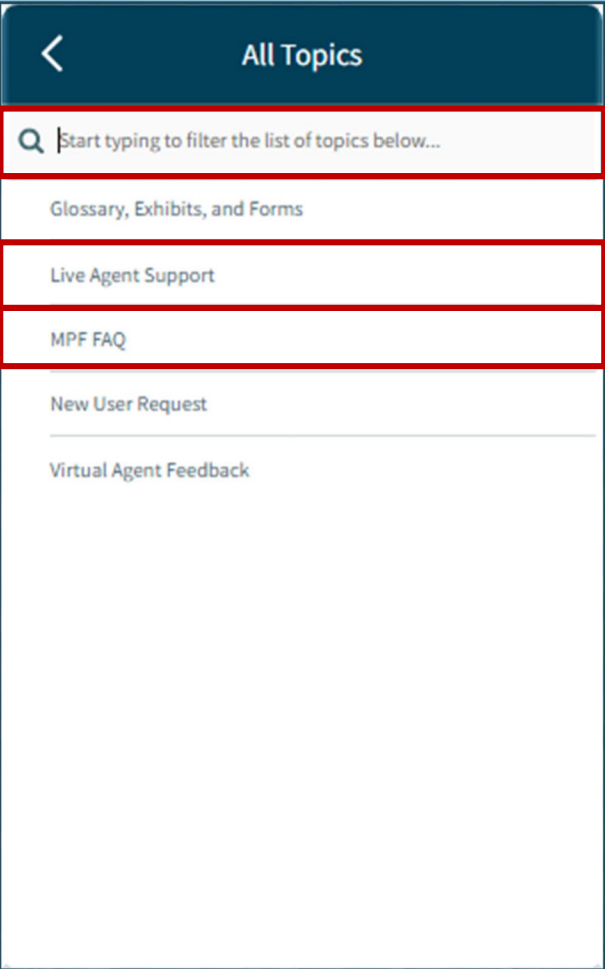 All Topics
Start typing to filter the list of topics below...
Glossary, Exhibits, and Forms
Live Agent Support
MPF FAQ
New User Request
Virtual Agent Feedback